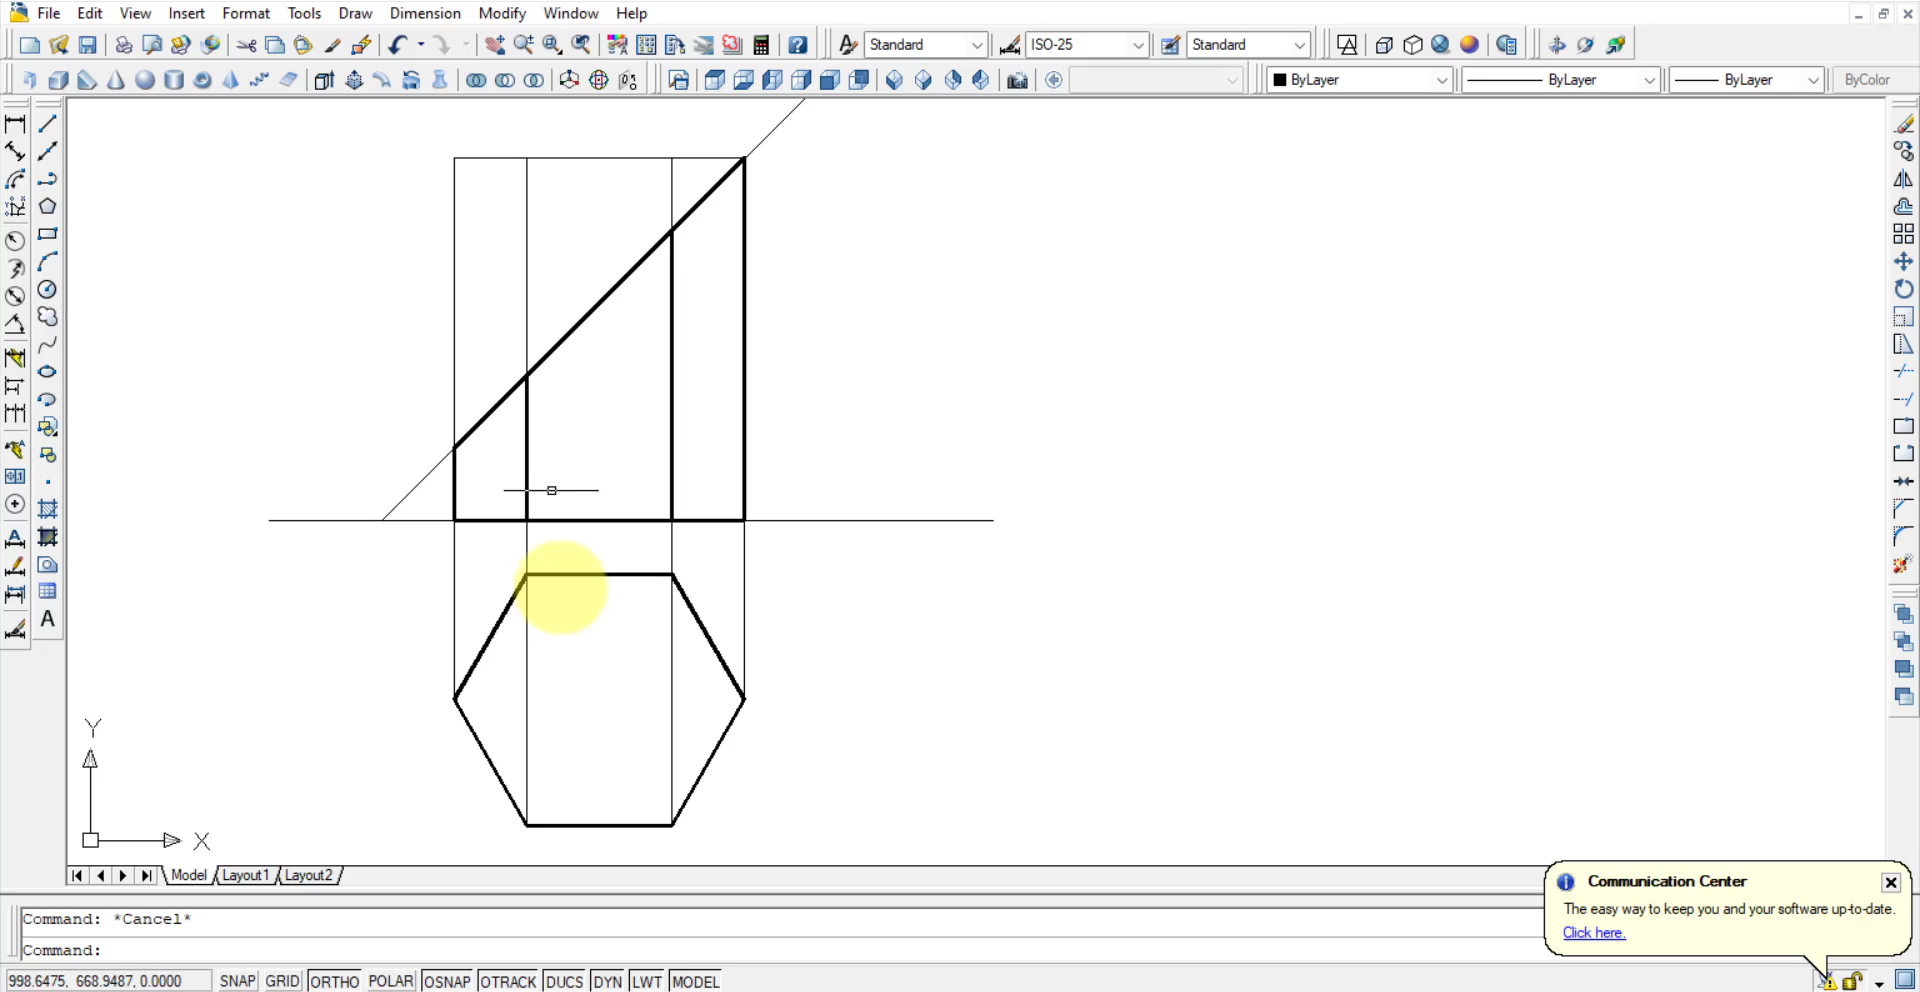 File Edit View Insert Format Tools Draw Dimension Modify Window Help
Standard ISO-25 Standard
ByLayer ByLayer ByLayer ByColor
A
A
Y
X
Model Layout1 Layout2
Command: *Cancel*
Command:
Communication Center
The easy way to keep you and your software up-to-date.
Click here.
998.6475, 668.9487, 0.0000 SNAP GRID ORTHO POLAR OSNAP OTRACK DUCS DYN LWT MODEL